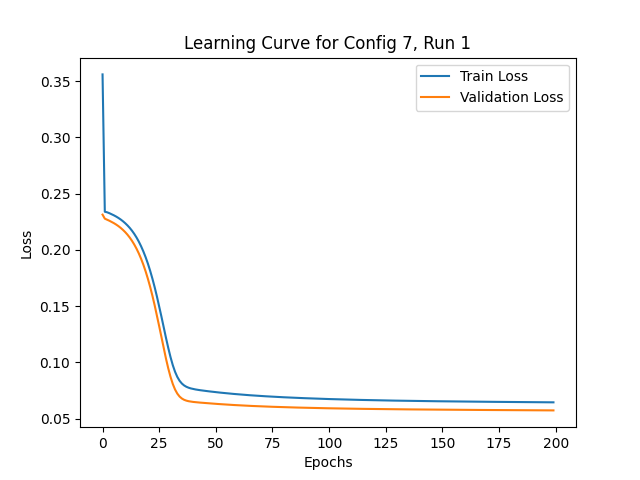 Learning Curve for Config 7, Run 1
Train Loss
Validation Loss
0.35
0.30
0.25
0.20
0.15
0.10
0.05
Loss
0 25 50 75 100 125 150 175 200
Epochs